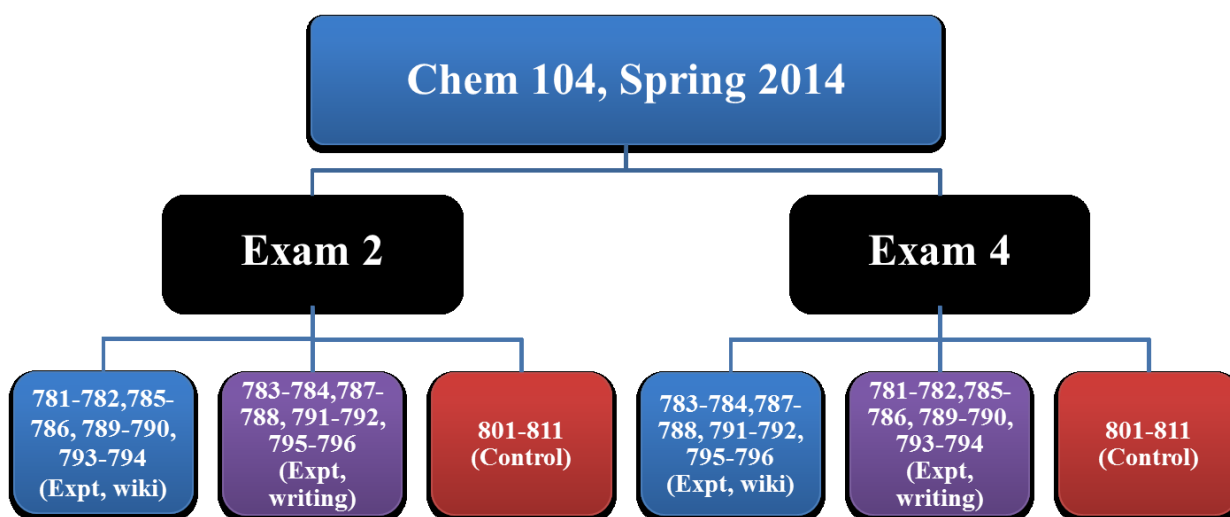 Chem 104, Spring 2014
Exam 2
Exam 4
781-782,785-
786, 789-790,
793-794
(Expt, wiki)
783-784,787-
788, 791-792,
795-796
(Expt,
writing)
801-811
(Control)
783-784,787-
788, 791-792,
795-796
(Expt, wiki)
781-782,785-
786, 789-790,
793-794
(Expt,
writing)
801-811
(Control)